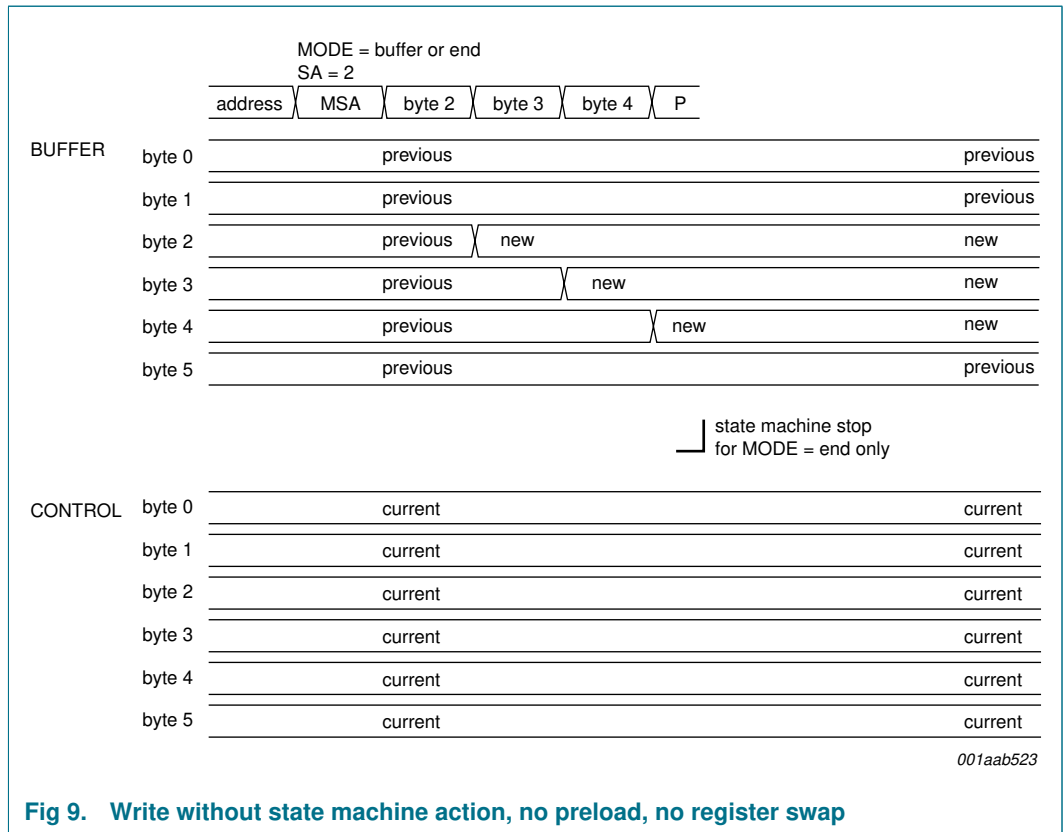 MODE = buffer or end
SA = 2
address MSA byte 2 byte 3 byte 4 P
BUFFER byte 0 previous previous
byte 1 previous previous
byte 2 previous new new
byte 3 previous new new
byte 4 previous new new
byte 5 previous previous
state machine stop
for MODE = end only
CONTROL byte 0 current current
byte 1 current current
byte 2 current current
byte 3 current current
byte 4 current current
byte 5 current current
001aab523
Fig 9. Write without state machine action, no preload, no register swap